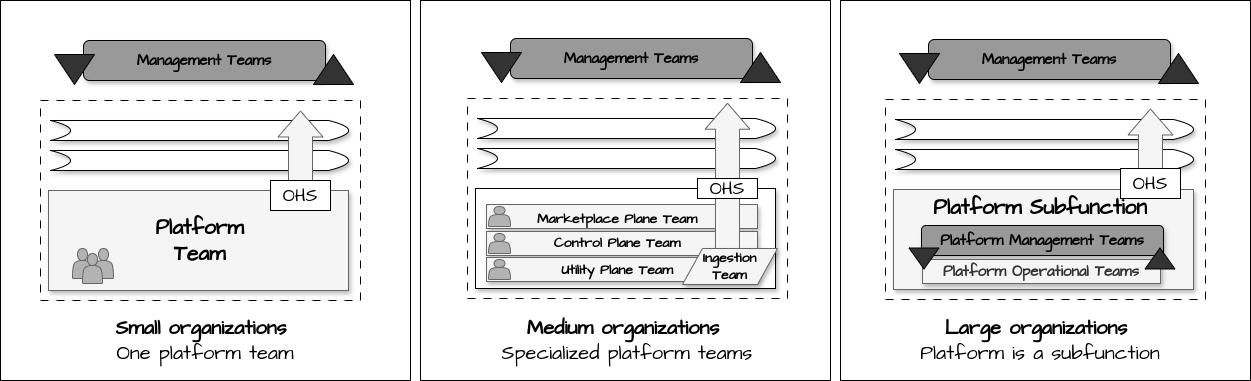 Management Teams
OHS
Platform
Team
Small organizations
One platform team
Management Teams
OHS
Marketplace Plane Team
Control Plane Team
Utility Plane Team
Ingestion
Team
Medium organizations
Specialized platform teams
Management Teams
OHS
Platform Subfunction
Platform Management Teams
Platform Operational Teams
Large organizations
Platform is a subfunction